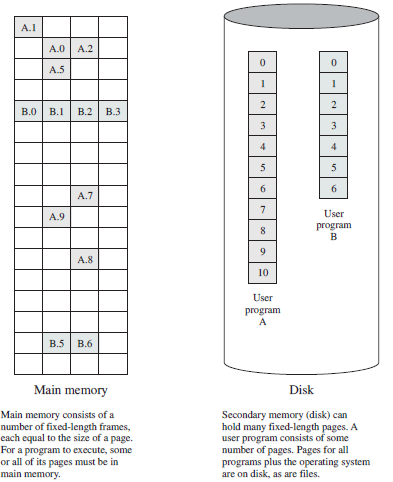 A.1
A.0 A.2
A.5
B.0 B.1 B.2 B.3
A.7
A.9
A.8
B.5 B.6
Main memory
Main memory consists of a
number of fixed-length frames,
each equal to the size of a page.
For a program to execute, some
or all of its pages must be in
main memory.
0
1
2
3
4
5
6
7
8
9
10
User
program
A
0
1
2
3
4
5
6
User
program
B
Disk
Secondary memory (disk) can
hold many fixed-length pages. A
user program consists of some
number of pages. Pages for all
programs plus the operating system
are on disk, as are files.